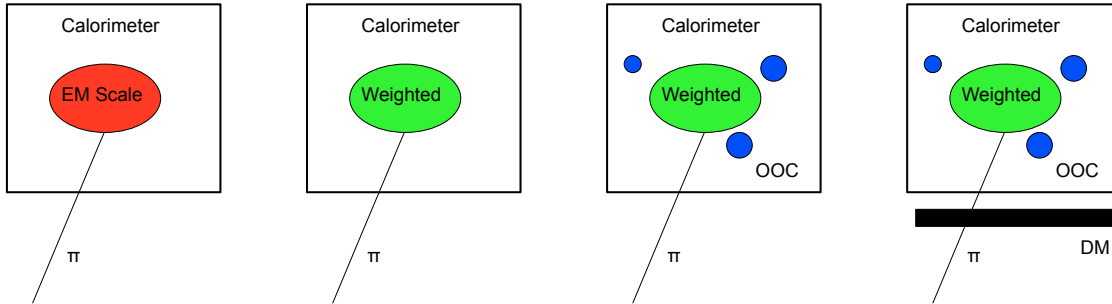 Calorimeter
EM Scale
π
Calorimeter
Weighted
π
Calorimeter
Weighted
OOC
π
Calorimeter
Weighted
OOC
DM
π